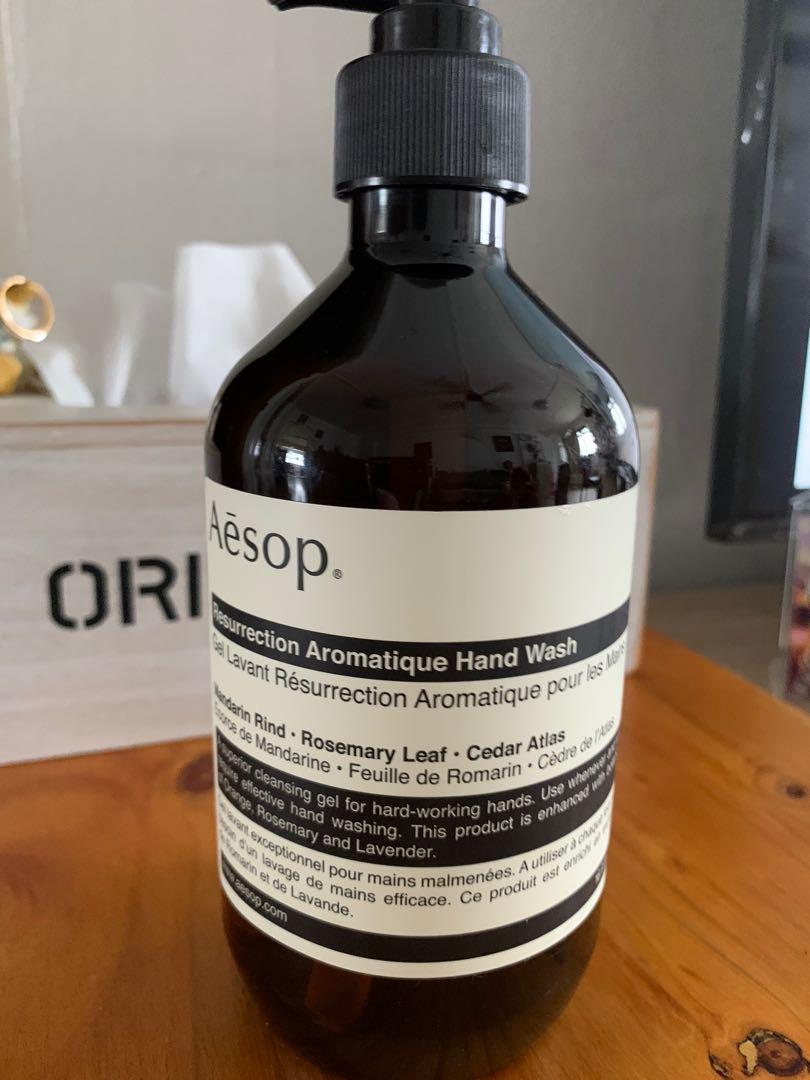 ORI
Aēsop®
Resurrection Aromatique Hand Wash
Gel Lavant Résurrection Aromatique pour les Mains
Mandarin Rind • Rosemary Leaf • Cedar Atlas
Ecorce de Mandarine • Feuille de Romarin • Cèdre de l'Atlas
superior cleansing gel for hard-working hands. Use whenever
effective hand washing. This product is enhanced with
Orange, Rosemary and Lavender.
lavant exceptionnel pour mains malmenées. A utiliser à chaque
d'un lavage de mains efficace. Ce produit est enrichi
de Romarin et de Lavande.
www.aesop.com